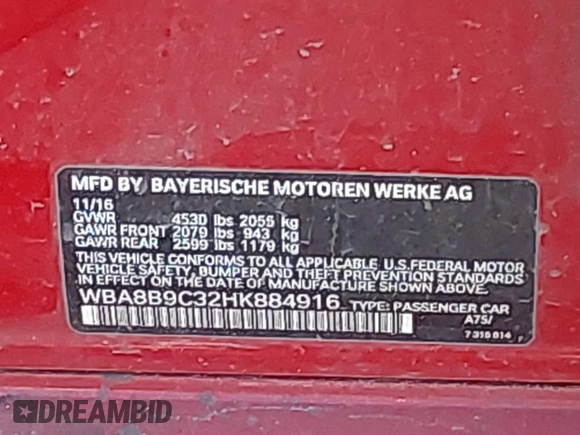 MFD BY BAYERISCHE MOTOREN WERKE AG
11/16
GVWR 4530 lbs 2055 kg
GAWR FRONT 2079 lbs 943 kg
GAWR REAR 2599 lbs 1179 kg
THIS VEHICLE CONFORMS TO ALL APPLICABLE U.S.FEDERAL MOTOR
VEHICLE SAFETY, BUMPER AND THEFT PREVENTION STANDARDS
IN EFFECT ON THE DATE OF MANUFACTURE SHOWN ABOVE.
WBA8B9C32HK884916 TYPE: PASSENGER CAR
A75/
7 315 614
DREAMBID